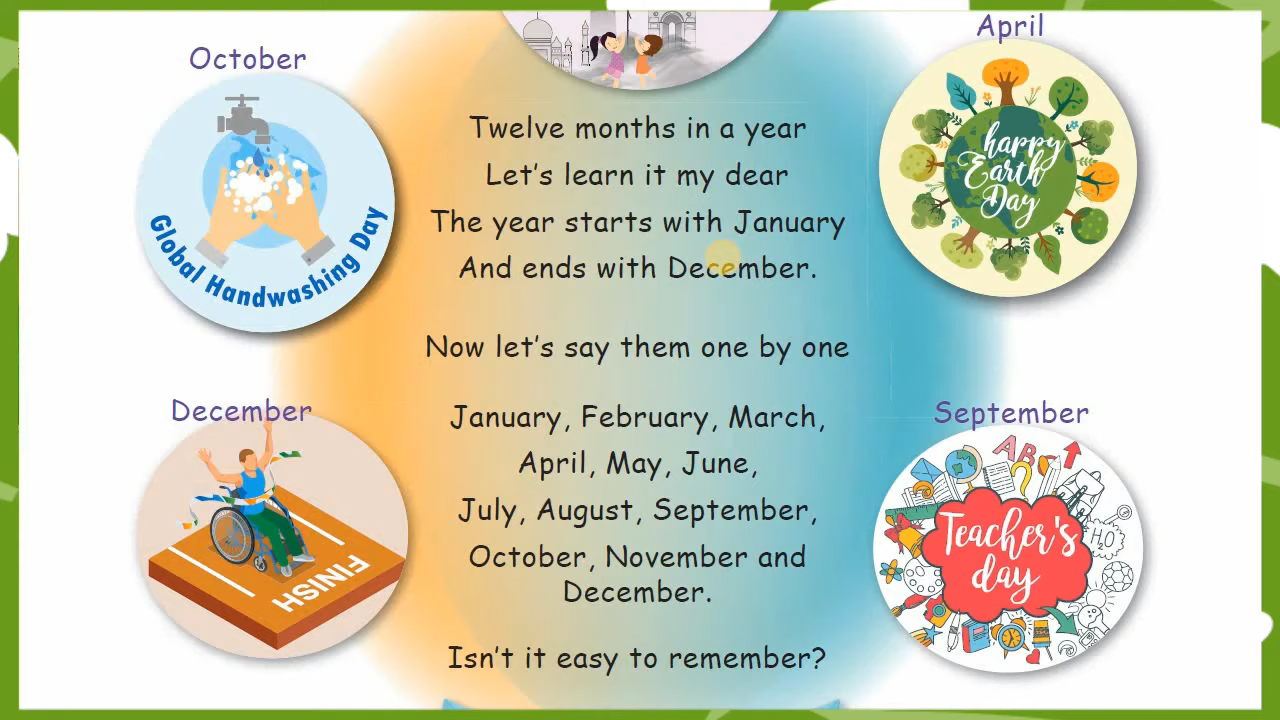 October
Global Handwashing Day
April
happy
Earth
Day
Twelve months in a year
Let's learn it my dear
The year starts with January
And ends with December.
Now let's say them one by one
January, February, March,
April, May, June,
July, August, September,
October, November and
December.
Isn't it easy to remember?
December
FINISH
September
ABC
H2O
Teacher's
day